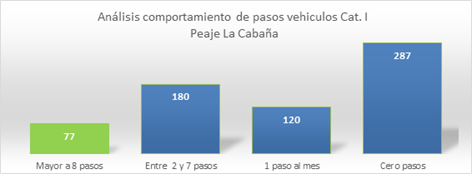 Análisis comportamiento de pasos vehiculos Cat. I
Peaje La Cabaña
77
180
120
287
Mayor a 8 pasos
Entre 2 y 7 pasos
1 paso al mes
Cero pasos